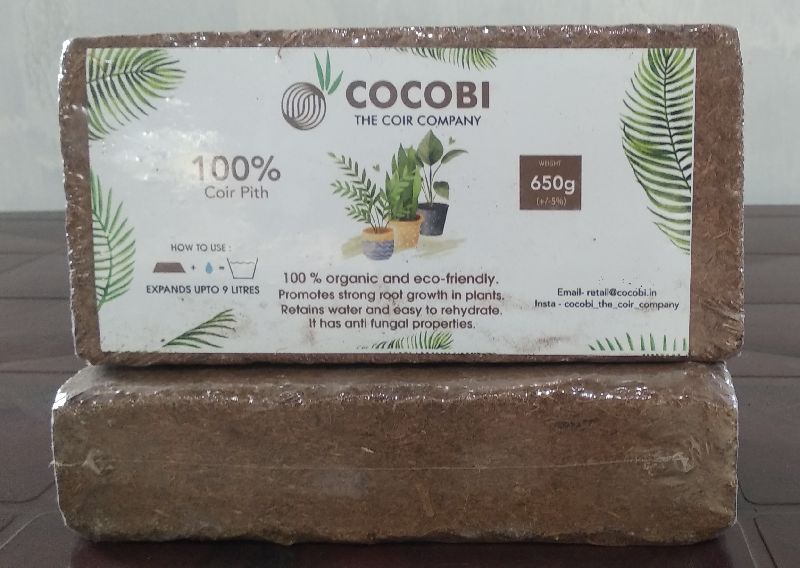 COCOBI
THE COIR COMPANY
100%
Coir Pith
WEIGHT
650g
(+/-5%)
HOW TO USE :
+ =
EXPANDS UPTO 9 LITRES
100 % organic and eco-friendly.
Promotes strong root growth in plants.
Retains water and easy to rehydrate.
It has anti fungal properties.
Email- retail@cocobi.in
Insta - cocobi_the_coir_company